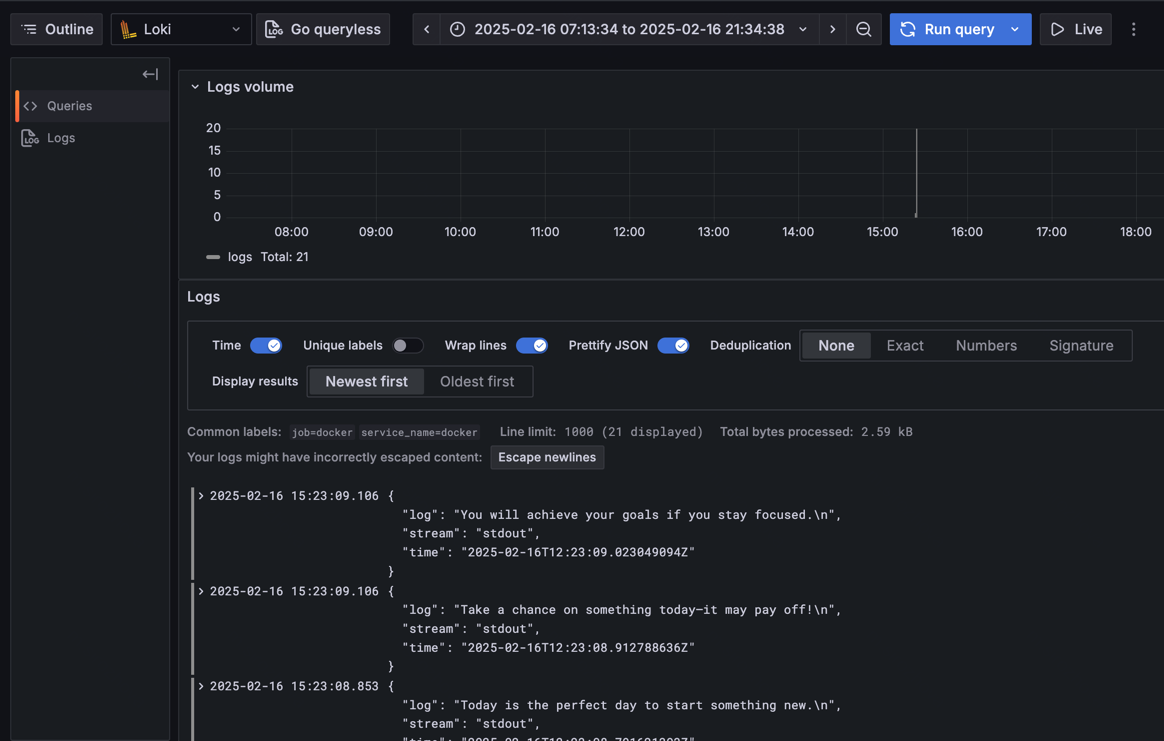 Outline Loki Go queryless 2025-02-16 07:13:34 to 2025-02-16 21:34:38 Run query Live
Queries
Logs
Logs volume
20
15
10
5
0
08:00 09:00 10:00 11:00 12:00 13:00 14:00 15:00 16:00 17:00 18:00
logs Total: 21
Logs
Time Unique labels Wrap lines Prettify JSON Deduplication None Exact Numbers Signature
Display results Newest first Oldest first
Common labels: job=docker service_name=docker Line limit: 1000 (21 displayed) Total bytes processed: 2.59 kB
Your logs might have incorrectly escaped content: Escape newlines
2025-02-16 15:23:09.106 {
"log": "You will achieve your goals if you stay focused.\n",
"stream": "stdout",
"time": "2025-02-16T12:23:09.023049094Z"
}
2025-02-16 15:23:09.106 {
"log": "Take a chance on something today—it may pay off!\n",
"stream": "stdout",
"time": "2025-02-16T12:23:08.912788636Z"
}
2025-02-16 15:23:08.853 {
"log": "Today is the perfect day to start something new.\n",
"stream": "stdout",